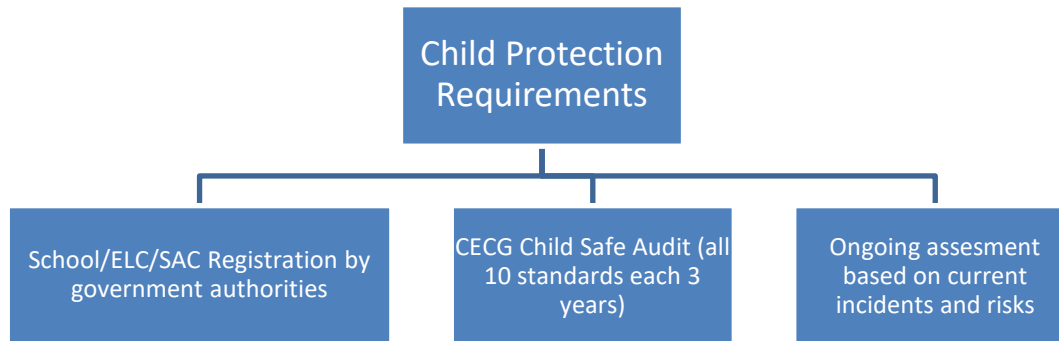 Child Protection
Requirements
School/ELC/SAC Registration by
government authorities
CECG Child Safe Audit (all
10 standards each 3
years)
Ongoing assesment
based on current
incidents and risks